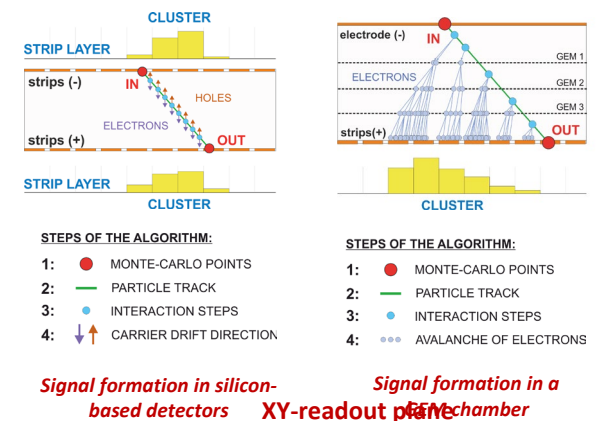 CLUSTER
STRIP LAYER
strips (-)
IN
HOLES
ELECTRONS
strips (+)
OUT
STRIP LAYER
CLUSTER
STEPS OF THE ALGORITHM:
1: MONTE-CARLO POINTS
2: PARTICLE TRACK
3: INTERACTION STEPS
4: CARRIER DRIFT DIRECTION
Signal formation in silicon-
based detectors
electrode (-)
IN
GEM 1
ELECTRONS
GEM 2
GEM 3
strips(+)
OUT
CLUSTER
STEPS OF THE ALGORITHM:
1: MONTE-CARLO POINTS
2: PARTICLE TRACK
3: INTERACTION STEPS
4: AVALANCHE OF ELECTRONS
Signal formation in a
GEM chamber
XY-readout plane